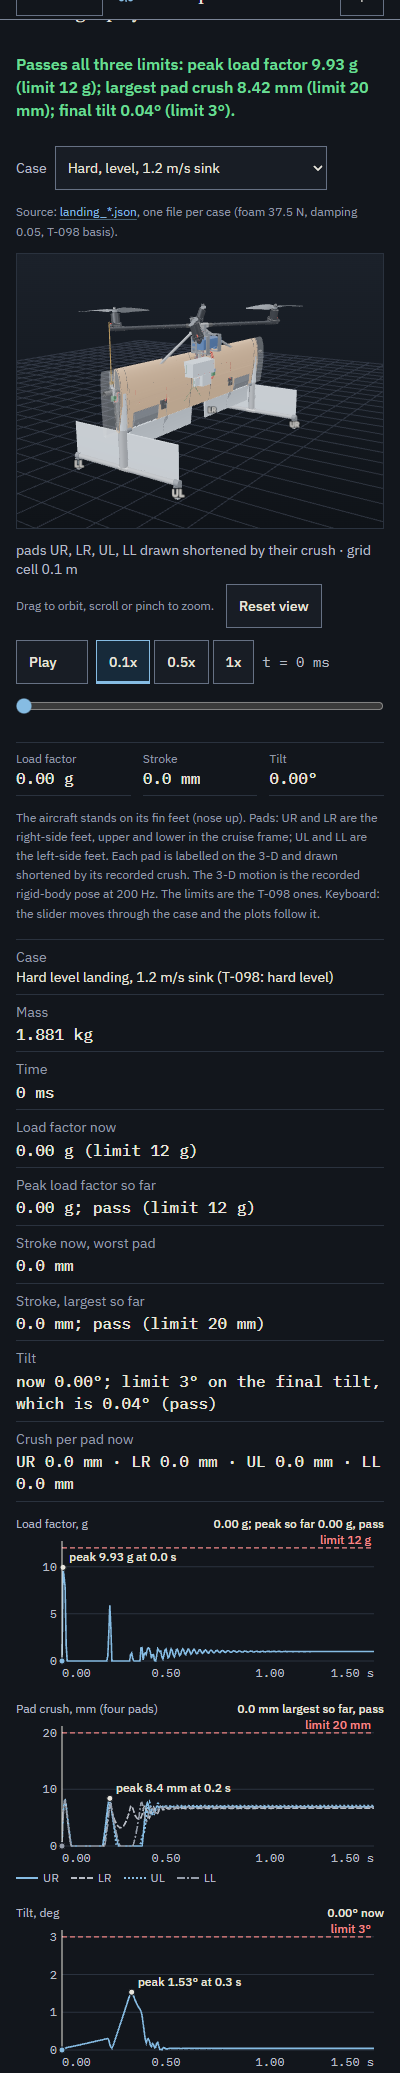 Passes all three limits: peak load factor 9.93 g
(limit 12 g); largest pad crush 8.42 mm (limit 20
mm); final tilt 0.04° (limit 3°).
Case
Hard, level, 1.2 m/s sink
Source: landing_*.json, one file per case (foam 37.5 N, damping
0.05, T-098 basis).
UL
pads UR, LR, UL, LL drawn shortened by their crush · grid
cell 0.1 m
Drag to orbit, scroll or pinch to zoom.
Reset view
Play
0.1x
0.5x
1x
t = 0 ms
Load factor
0.00 g
Stroke
0.0 mm
Tilt
0.00°
The aircraft stands on its fin feet (nose up). Pads: UR and LR are the
right-side feet, upper and lower in the cruise frame; UL and LL are
the left-side feet. Each pad is labelled on the 3-D and drawn
shortened by its recorded crush. The 3-D motion is the recorded
rigid-body pose at 200 Hz. The limits are the T-098 ones. Keyboard:
the slider moves through the case and the plots follow it.
Case
Hard level landing, 1.2 m/s sink (T-098: hard level)
Mass
1.881 kg
Time
0 ms
Load factor now
0.00 g (limit 12 g)
Peak load factor so far
0.00 g; pass (limit 12 g)
Stroke now, worst pad
0.0 mm
Stroke, largest so far
0.0 mm; pass (limit 20 mm)
Tilt
now 0.00°; limit 3° on the final tilt,
which is 0.04° (pass)
Crush per pad now
UR 0.0 mm · LR 0.0 mm · UL 0.0 mm · LL
0.0 mm
Load factor, g
0.00 g; peak so far 0.00 g, pass
limit 12 g
peak 9.93 g at 0.0 s
10
5
0
0.00 0.50 1.00 1.50 s
Pad crush, mm (four pads)
0.0 mm largest so far, pass
limit 20 mm
20
peak 8.4 mm at 0.2 s
10
0
0.00 0.50 1.00 1.50 s
UR LR UL LL
Tilt, deg
0.00° now
limit 3°
3
peak 1.53° at 0.3 s
2
1
0
0.00 0.50 1.00 1.50 s